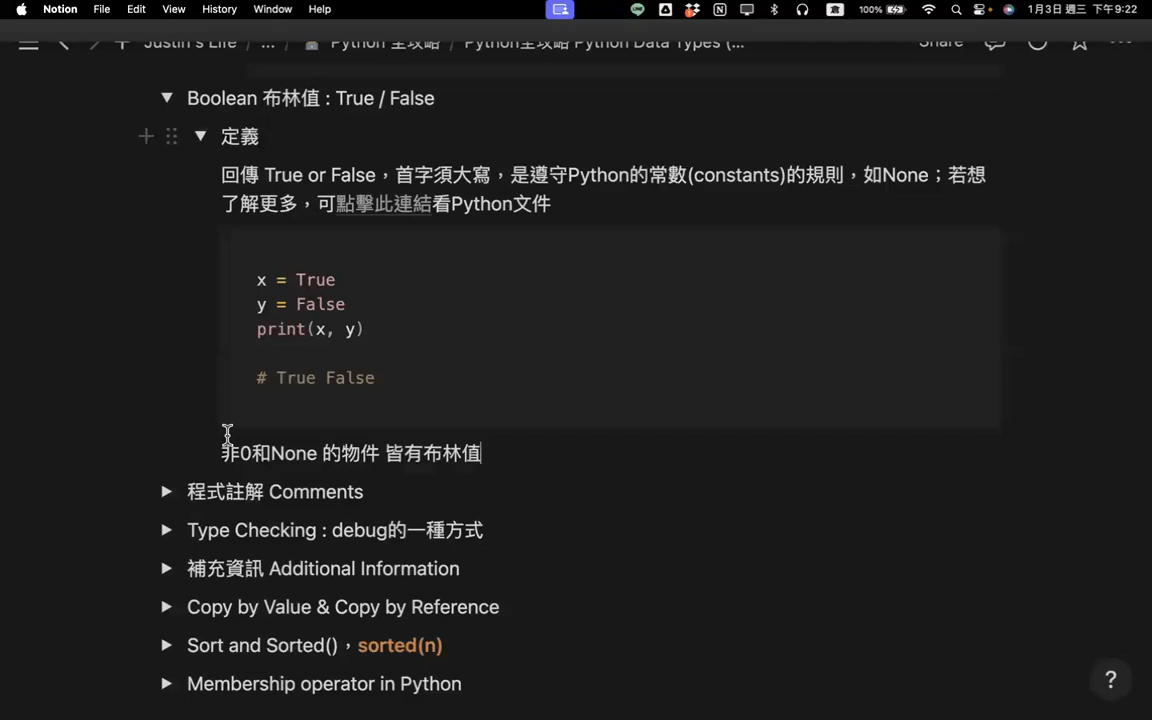 Notion File Edit View History Window Help 100% 1月3日週三 下午9:22
Justin's Life / ... / Python 全攻略 / Python全攻略 Python Data Types (... Share
Boolean 布林值 : True / False
定義
回傳 True or False，首字須大寫，是遵守Python的常數(constants)的規則，如None；若想
了解更多，可點擊此連結看Python文件
x = True
y = False
print(x, y)
# True False
非0和None 的物件 皆有布林值
程式註解 Comments
Type Checking : debug的一種方式
補充資訊 Additional Information
Copy by Value & Copy by Reference
Sort and Sorted()，sorted(n)
Membership operator in Python
?